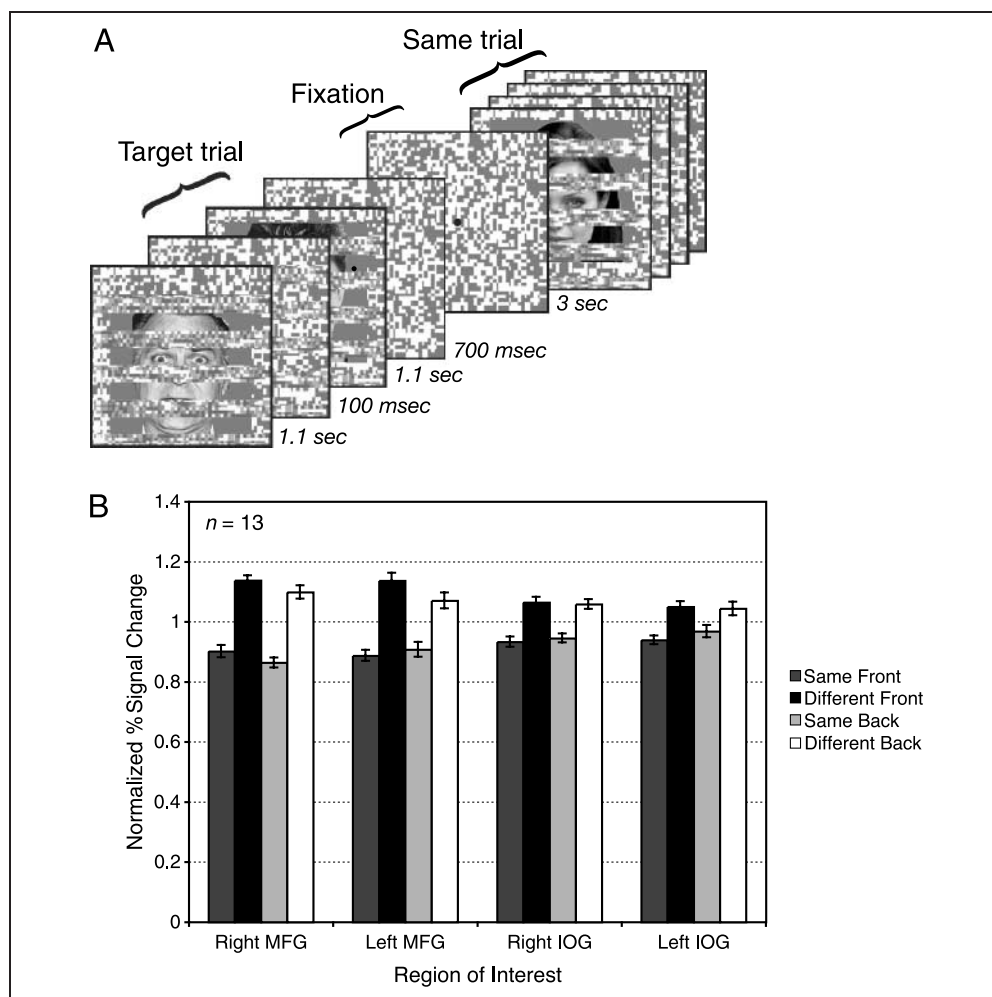 A
Same trial
Fixation
Target trial
3 sec
700 msec
1.1 sec
100 msec
1.1 sec
B
n = 13
1.4
1.2
1
0.8
0.6
0.4
0.2
0
Normalized % Signal Change
Same Front
Different Front
Same Back
Different Back
Right MFG Left MFG Right IOG Left IOG
Region of Interest